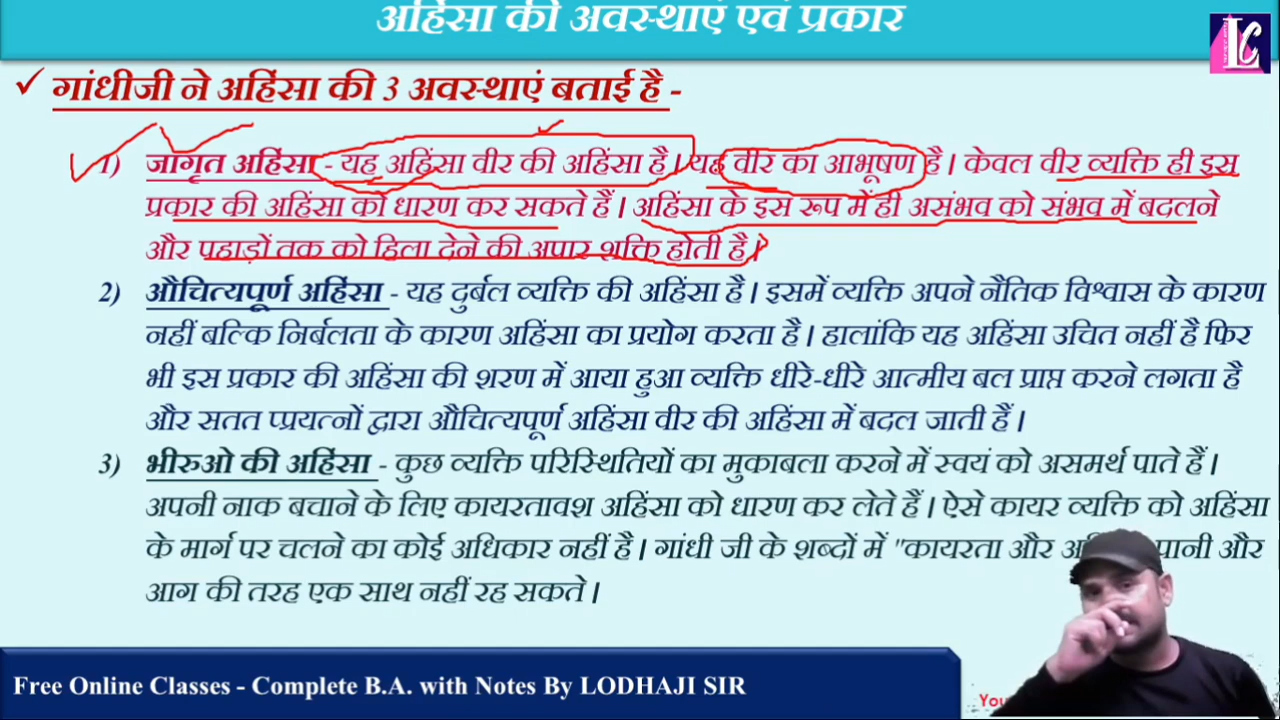 अहिंसा की अवस्थाएं एवं प्रकार
LC
✓ गांधीजी ने अहिंसा की 3 अवस्थाएं बताई है -
1) जागृत अहिंसा - यह अहिंसा वीर की अहिंसा है। यह वीर का आभूषण है। केवल वीर व्यक्ति ही इस
प्रकार की अहिंसा को धारण कर सकते हैं। अहिंसा के इस रूप में ही असंभव को संभव में बदलने
और पहाड़ों तक को हिला देने की अपार शक्ति होती है।
2) औचित्यपूर्ण अहिंसा - यह दुर्बल व्यक्ति की अहिंसा है। इसमें व्यक्ति अपने नैतिक विश्वास के कारण
नहीं बल्कि निर्बलता के कारण अहिंसा का प्रयोग करता है। हालांकि यह अहिंसा उचित नहीं है फिर
भी इस प्रकार की अहिंसा की शरण में आया हुआ व्यक्ति धीरे-धीरे आत्मीय बल प्राप्त करने लगता है
और सतत प्प्रयत्नों द्वारा औचित्यपूर्ण अहिंसा वीर की अहिंसा में बदल जाती हैं।
3) भीरुओ की अहिंसा - कुछ व्यक्ति परिस्थितियों का मुकाबला करने में स्वयं को असमर्थ पाते हैं।
अपनी नाक बचाने के लिए कायरतावश अहिंसा को धारण कर लेते हैं। ऐसे कायर व्यक्ति को अहिंसा
के मार्ग पर चलने का कोई अधिकार नहीं है। गांधी जी के शब्दों में "कायरता और पानी और
आग की तरह एक साथ नहीं रह सकते।
Free Online Classes - Complete B.A. with Notes By LODHAJI SIR